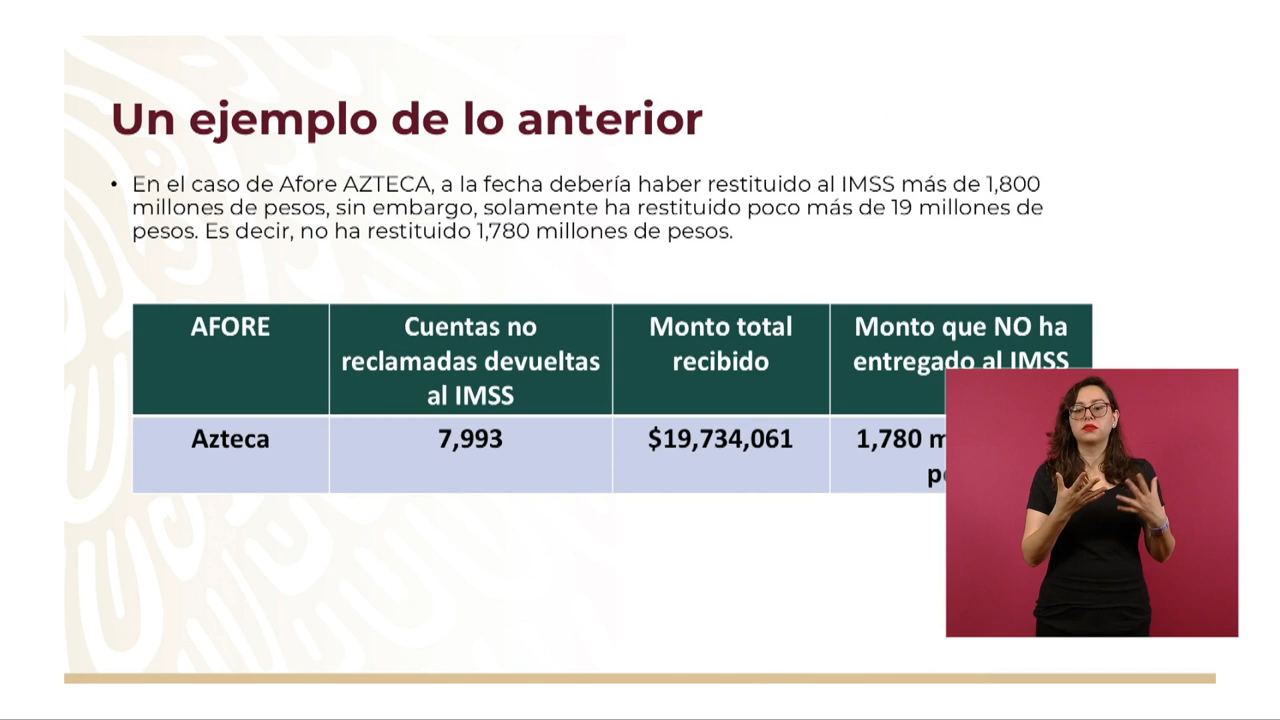 Un ejemplo de lo anterior
• En el caso de Afore AZTECA, a la fecha debería haber restituido al IMSS más de 1,800
millones de pesos, sin embargo, solamente ha restituido poco más de 19 millones de
pesos. Es decir, no ha restituido 1,780 millones de pesos.
AFORE
Cuentas no
reclamadas devueltas
al IMSS
Monto total
recibido
Monto que NO ha
entregado al IMSS
Azteca
7,993
$19,734,061
1,780